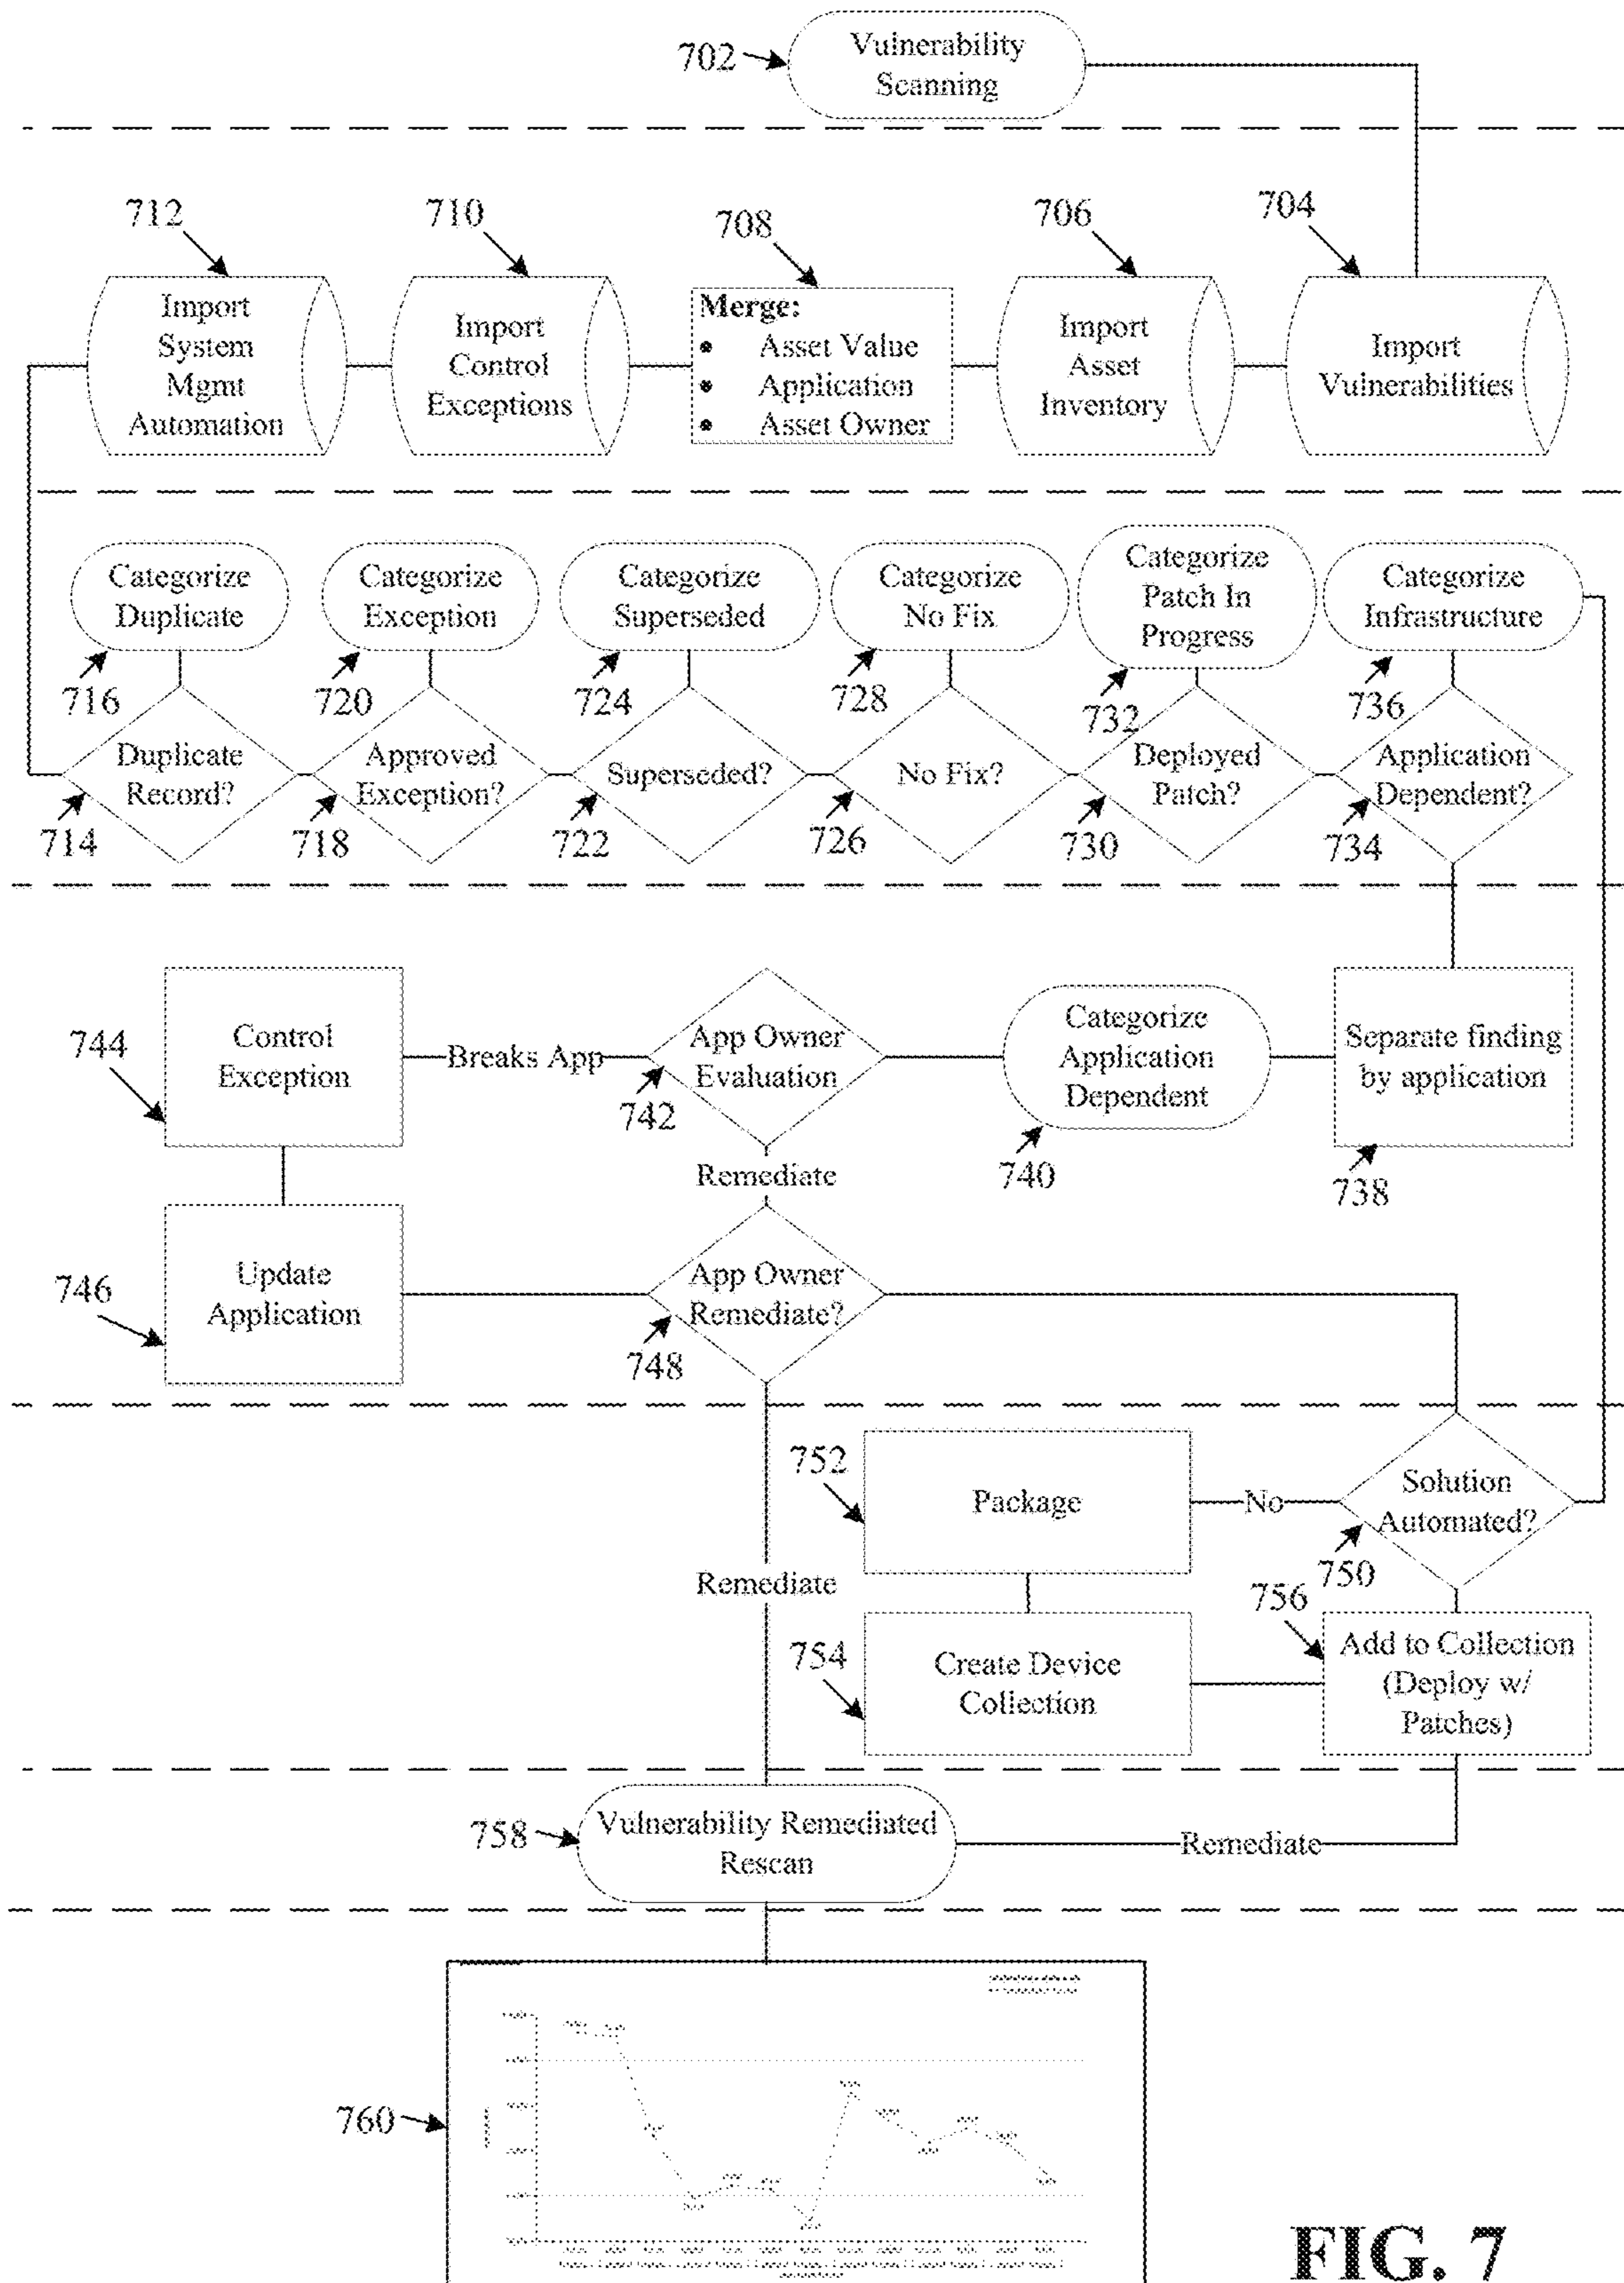 702
Vulnerability
Scanning
712
710
708
706
704
Import
System
Mgmt
Automation
Import
Control
Exceptions
Merge:
• Asset Value
• Application
• Asset Owner
Import
Asset
Inventory
Import
Vulnerabilities
Categorize
Duplicate
Categorize
Exception
Categorize
Superseded
Categorize
No Fix
Categorize
Patch In
Progress
Categorize
Infrastructure
716
720
724
728
732
736
Duplicate
Record?
Approved
Exception?
Superseded?
No Fix?
Deployed
Patch?
Application
Dependent?
714
718
722
726
730
734
744
Control
Exception
Breaks App
App Owner
Evaluation
742
Categorize
Application
Dependent
740
Separate finding
by application
738
Remediate
746
Update
Application
App Owner
Remediate?
748
752
Package
No
Solution
Automated?
750
Remediate
754
Create Device
Collection
756
Add to Collection
(Deploy w/
Patches)
758
Vulnerability Remediated
Rescan
Remediate
760
FIG. 7